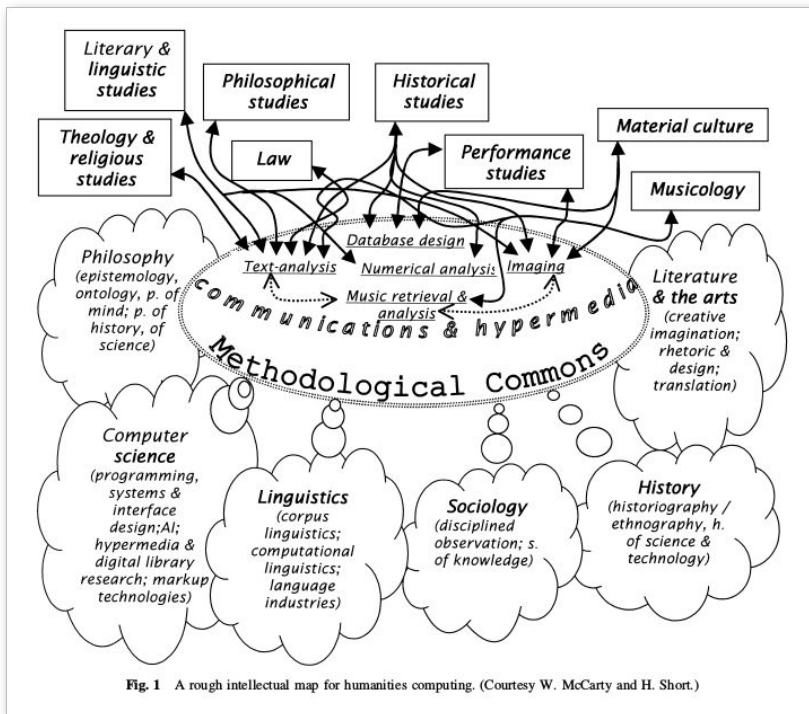 Literary &
linguistic
studies
Philosophical
studies
Historical
studies
Material culture
Theology &
religious
studies
Law
Performance
studies
Musicology
Philosophy
(epistemology,
ontology, p. of
mind; p. of
history, of
science)
Database design
Text-analysis
Numerical analysis
Imaging
Music retrieval &
analysis
communications & hypermedia
Methodological Commons
Literature
& the arts
(creative
imagination;
rhetoric &
design;
translation)
Computer
science
(programming,
systems &
interface
design;AI;
hypermedia &
digital library
research; markup
technologies)
Linguistics
(corpus
linguistics;
computational
linguistics;
language
industries)
Sociology
(disciplined
observation; s.
of knowledge)
History
(historiography /
ethnography, h.
of science &
technology)
Fig. 1 A rough intellectual map for humanities computing. (Courtesy W. McCarty and H. Short.)